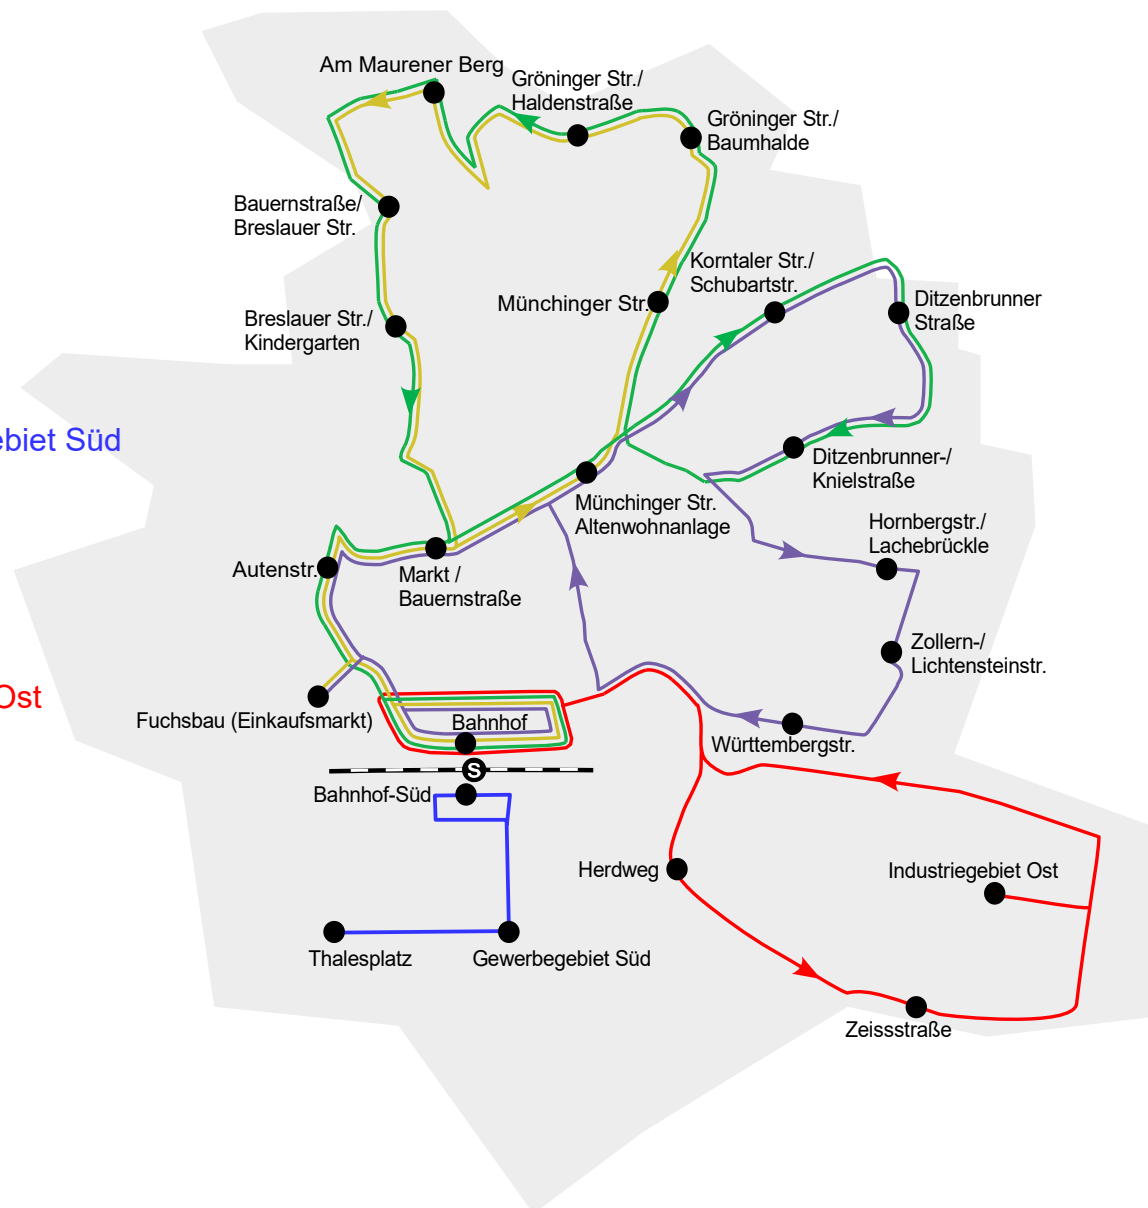 Am Maurener Berg
Gröninger Str./
Haldenstraße
Gröninger Str./
Baumhalde
Bauernstraße/
Breslauer Str.
Korntaler Str./
Schubartstr.
Münchinger Str.
Ditzenbrunner
Straße
Breslauer Str./
Kindergarten
ebiet Süd
Ditzenbrunner-/
Knielstraße
Münchinger Str.
Altenwohnanlage
Hornbergstr./
Lachebrückle
Autenstr.
Markt /
Bauernstraße
Zollern-/
Lichtensteinstr.
Ost
Fuchsbau (Einkaufsmarkt)
Bahnhof
Württembergstr.
S
Bahnhof-Süd
Herdweg
Industriegebiet Ost
Thalesplatz
Gewerbegebiet Süd
Zeissstraße